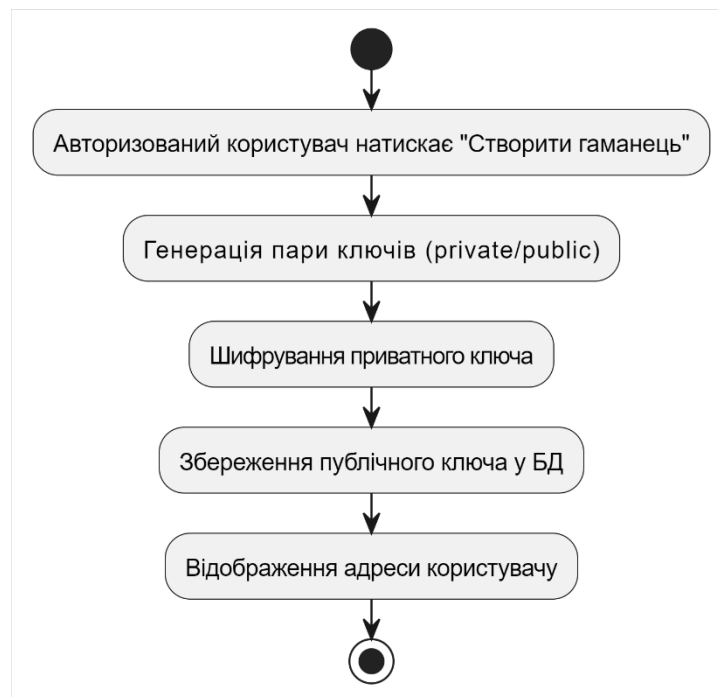 Авторизований користувач натискає "Створити гаманець"
Генерація пари ключів (private/public)
Шифрування приватного ключа
Збереження публічного ключа у БД
Відображення адреси користувачу